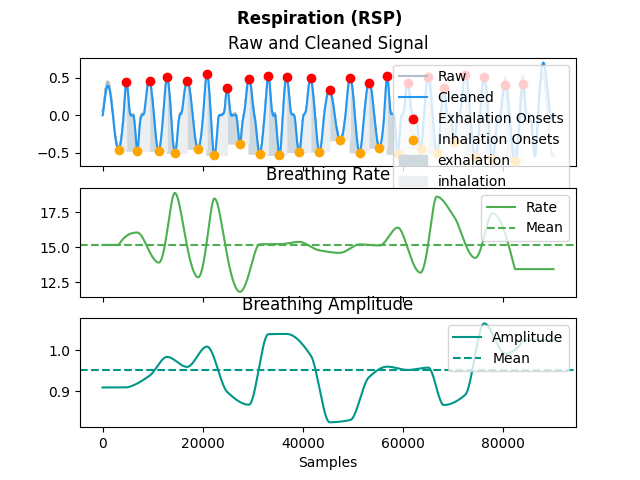 Respiration (RSP)
Raw and Cleaned Signal
0.5
0.0
−0.5
Raw
Cleaned
Exhalation Onsets
Inhalation Onsets
exhalation
inhalation
Breathing Rate
17.5
15.0
12.5
Rate
Mean
Breathing Amplitude
1.0
0.9
Amplitude
Mean
0 20000 40000 60000 80000
Samples